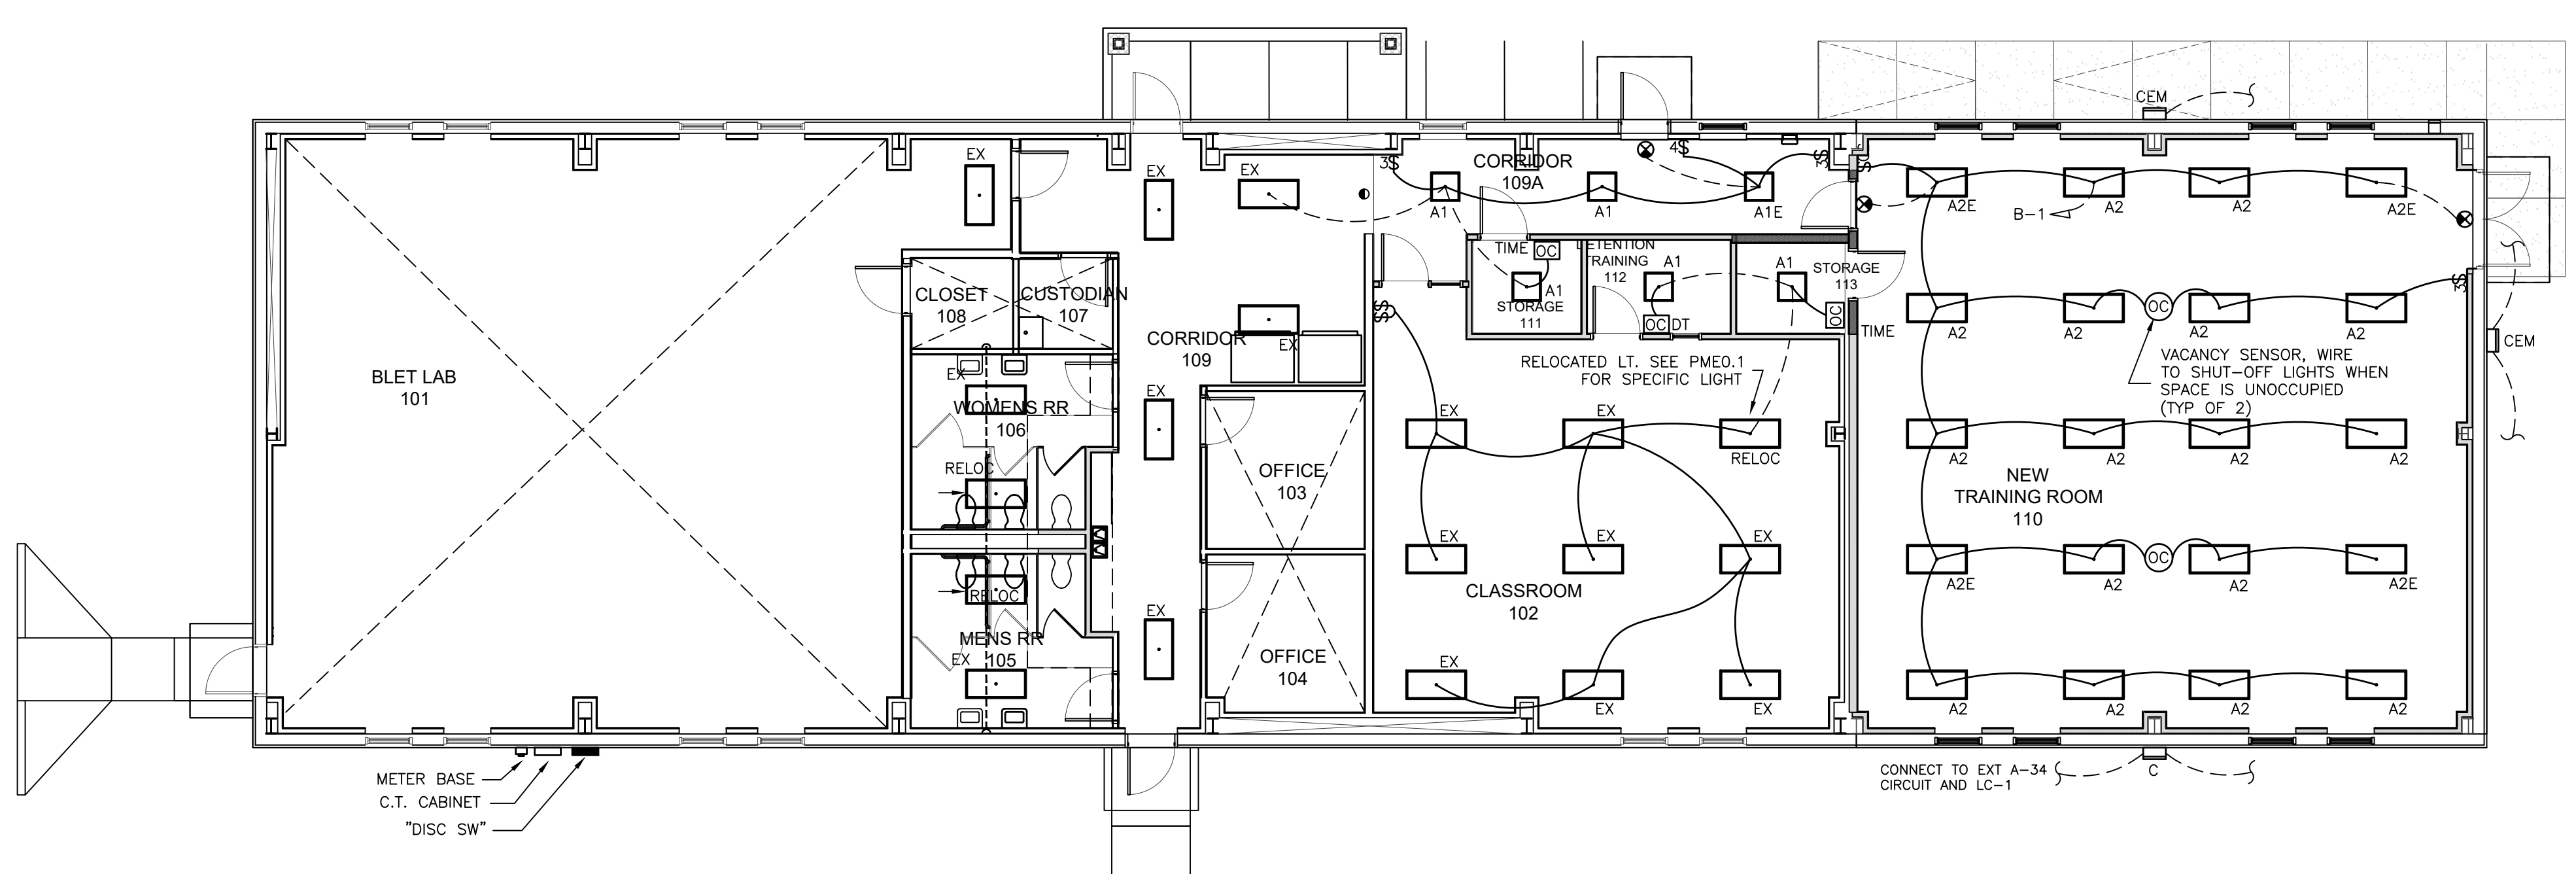 CEM
EX
EX
EX
3$
CORRIDOR
109A
4$
3$
A1
A1
A1E
A2E
A2
A2
A2E
B-1
TIME
OC
DETENTION
TRAINING
112
A1
A1
STORAGE
113
CLOSET
108
CUSTODIAN
107
A1
STORAGE
111
OC
OC
DT
OC
TIME
3$
$$
A2
A2
OC
A2
A2
CEM
CORRIDOR
109
EX
BLET LAB
101
EX
RELOCATED LT. SEE PME0.1
FOR SPECIFIC LIGHT
VACANCY SENSOR, WIRE
TO SHUT-OFF LIGHTS WHEN
SPACE IS UNOCCUPIED
(TYP OF 2)
WOMENS RR
106
EX
EX
EX
RELOC
A2
A2
A2
A2
RELOC
OFFICE
103
NEW
TRAINING ROOM
110
EX
EX
EX
OC
A2E
A2
A2
A2E
RELOC
CLASSROOM
102
EX
MENS RR
105
EX
OFFICE
104
EX
EX
EX
A2
A2
A2
A2
METER BASE
C.T. CABINET
"DISC SW"
CONNECT TO EXT A-34
CIRCUIT AND LC-1
C